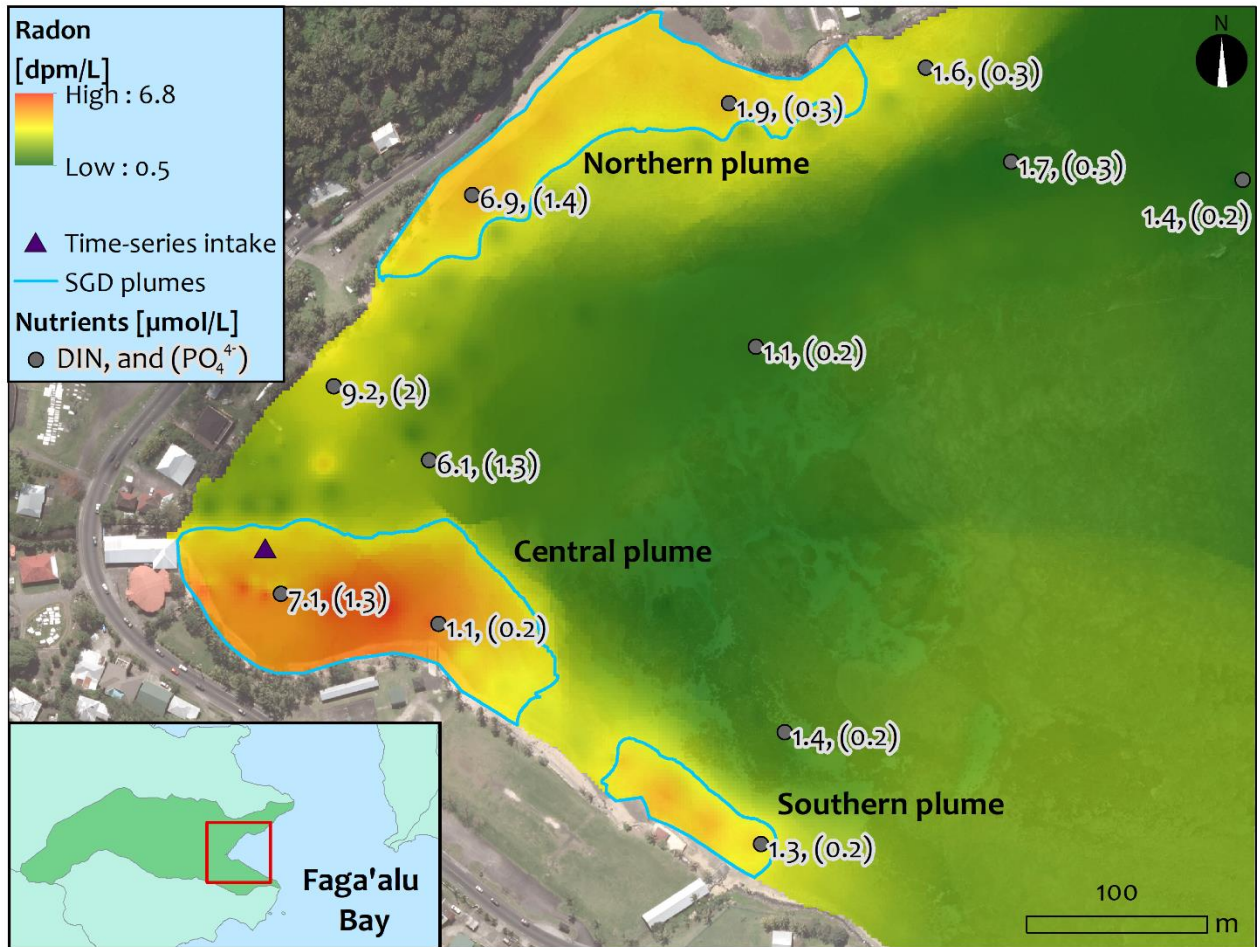 Radon
[dpm/L]
High : 6.8
Low : 0.5
Time-series intake
SGD plumes
Nutrients [µmol/L]
DIN, and (PO₄⁴⁻)
N
1.6, (0.3)
1.9, (0.3)
Northern plume
1.7, (0.3)
1.4, (0.2)
6.9, (1.4)
1.1, (0.2)
9.2, (2)
6.1, (1.3)
Central plume
7.1, (1.3)
1.1, (0.2)
1.4, (0.2)
Southern plume
1.3, (0.2)
Faga'alu
Bay
100
m